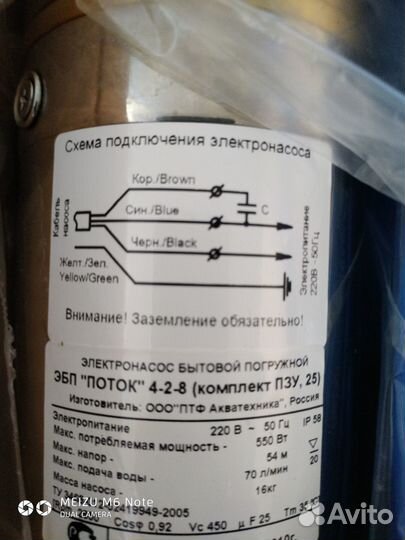 Схема подключения электронасоса
Кор./Brown
Кабель насоса
Син./Blue
C
Черн./Black
Желт./Зел.
Yellow/Green
Электропитание
220В ~50Гц
Внимание! Заземление обязательно!
ЭЛЕКТРОНАСОС БЫТОВОЙ ПОГРУЖНОЙ
ЭБП "ПОТОК" 4-2-8 (комплект ПЗУ, 25)
Изготовитель: ООО"ПТФ Акватехника", Россия
Электропитание 220 В ~ 50 Гц IP 58
Макс. потребляемая мощность - 550 Вт
Макс. напор - 54 м
20
Макс. подача воды - 70 л/мин
Масса насоса - 16кг
ТУ
19949-2005
Cosφ 0,92 Vc 450 μF 25 Tm
MEIZU M6 Note
DUAL CAMERA
Avito